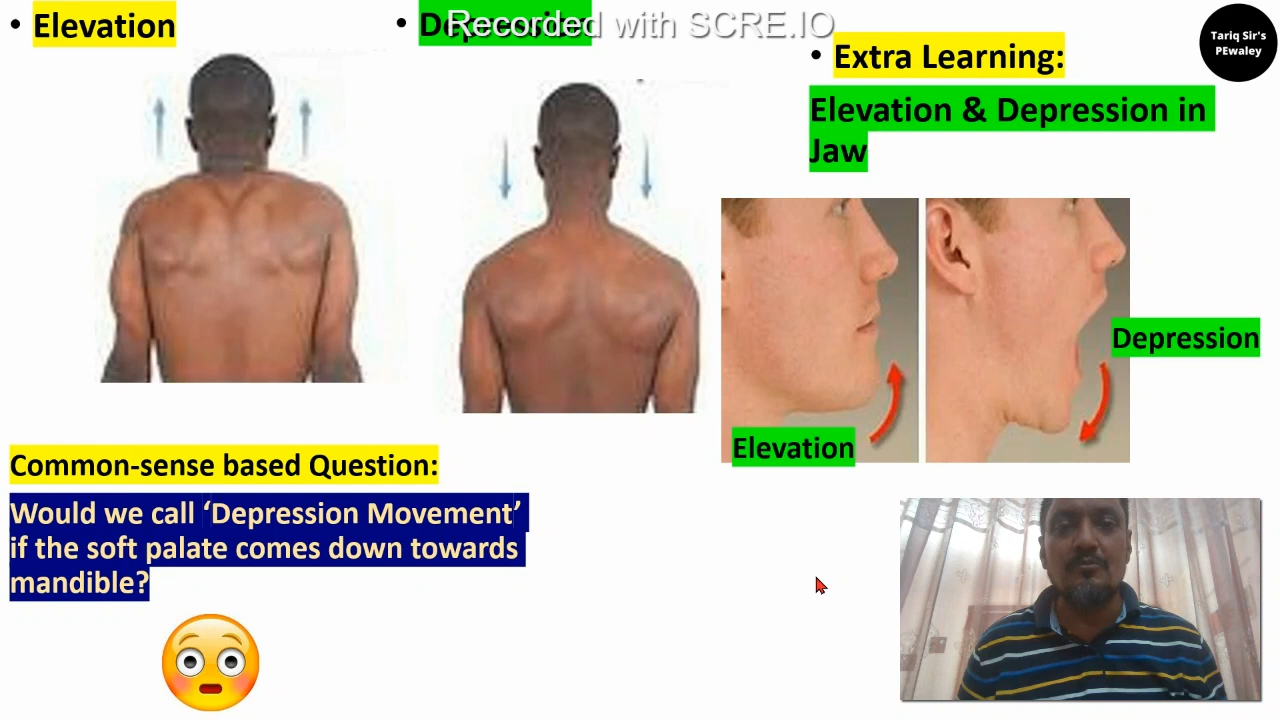 • Elevation
• Depression
Recorded with SCRE.IO
Tariq Sir's
PEwaley
• Extra Learning:
Elevation & Depression in
Jaw
Depression
Elevation
Common-sense based Question:
Would we call ‘Depression Movement’
if the soft palate comes down towards
mandible?